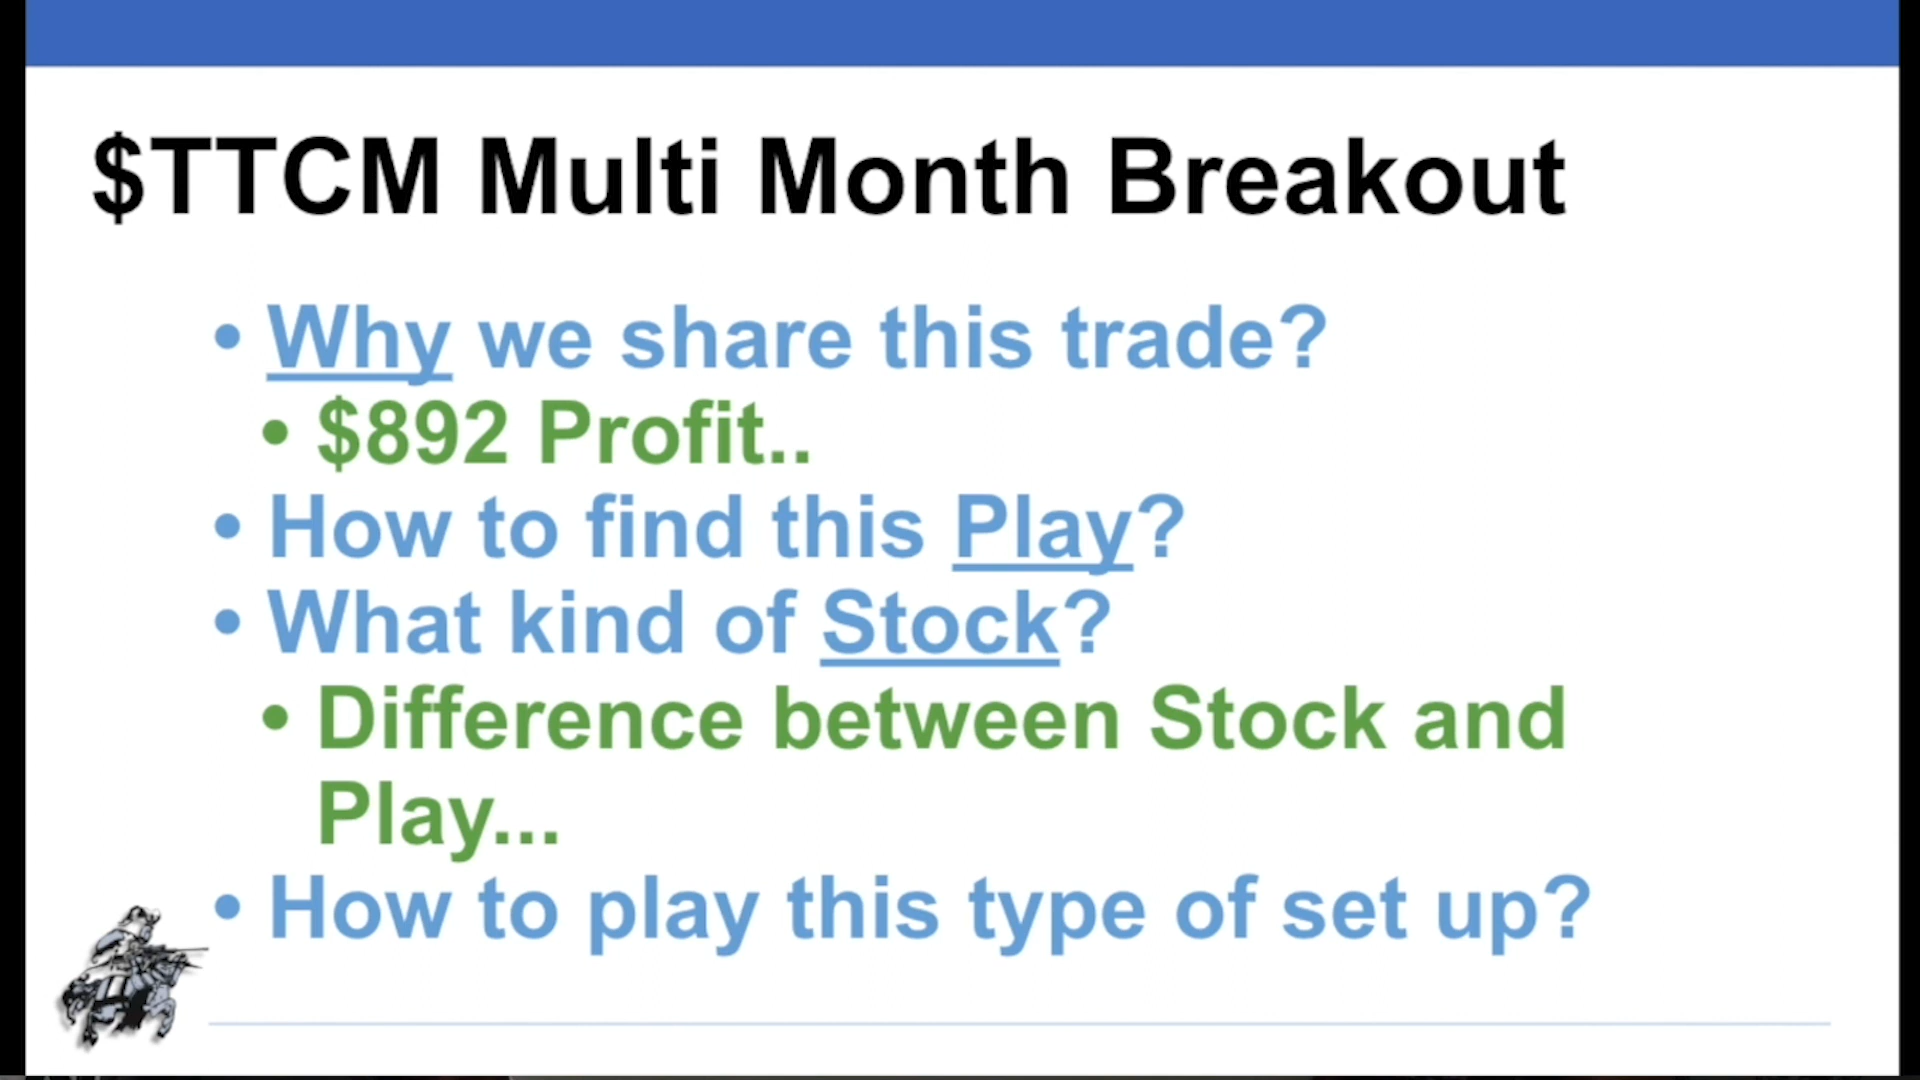 $TTCM Multi Month Breakout
• Why we share this trade?
• $892 Profit..
• How to find this Play?
• What kind of Stock?
• Difference between Stock and
Play...
• How to play this type of set up?